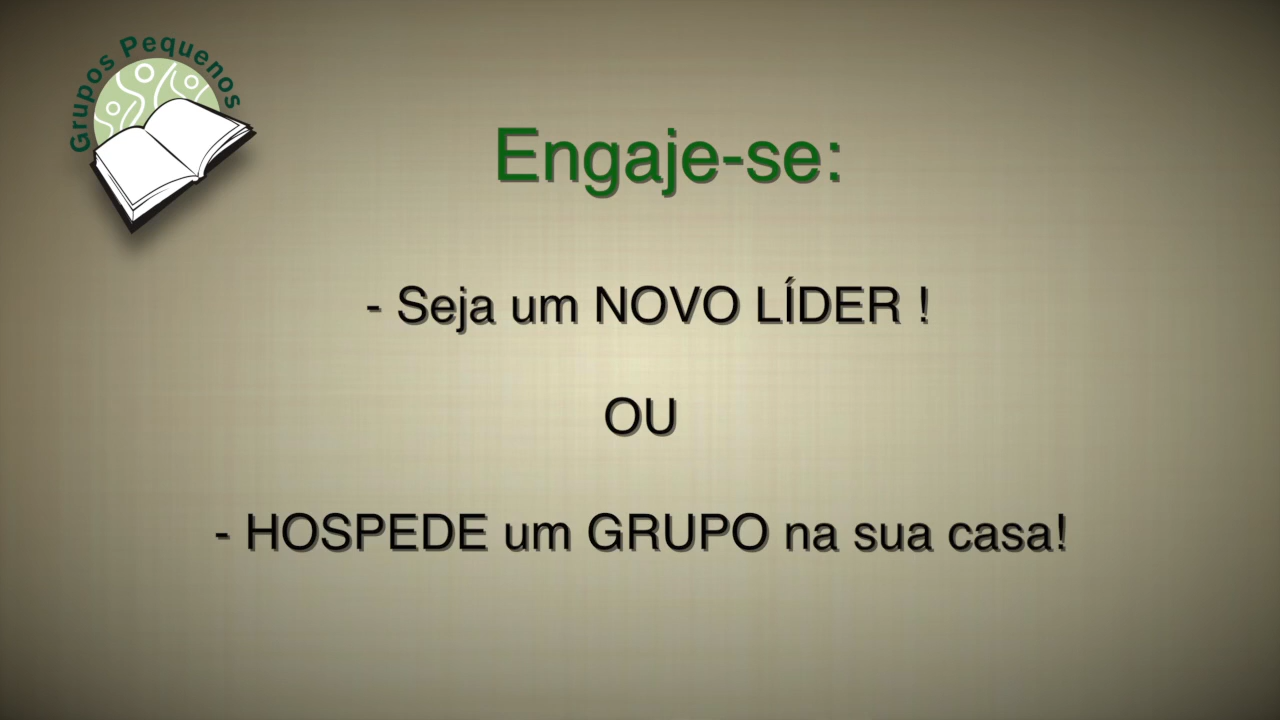 Grupos Pequenos
Engaje-se:
- Seja um NOVO LÍDER !
OU
- HOSPEDE um GRUPO na sua casa!